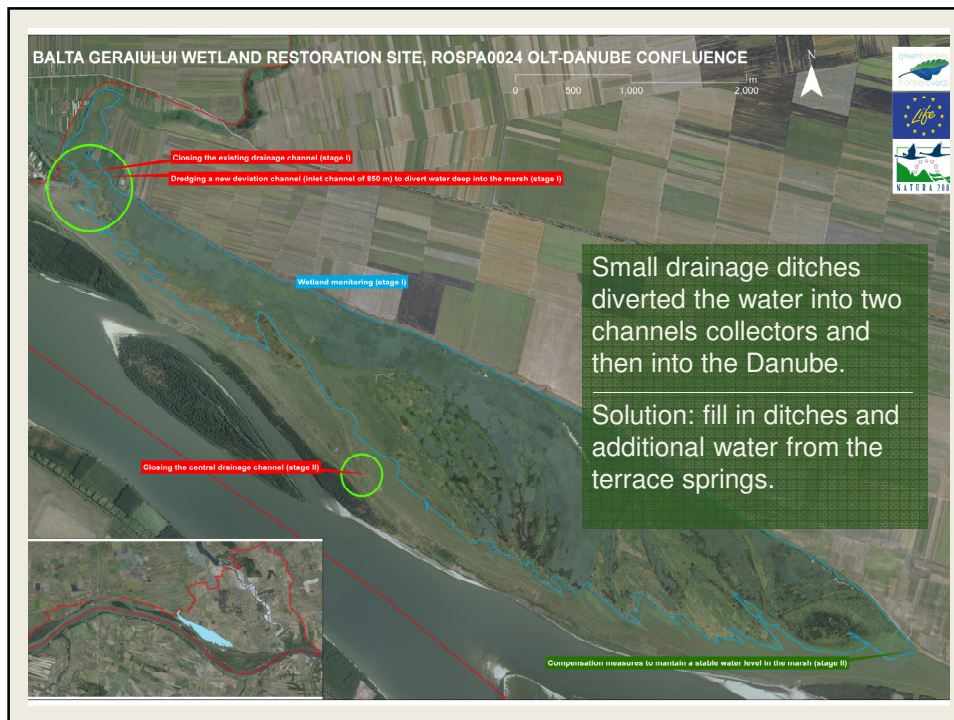 BALTA GERAIULUI WETLAND RESTORATION SITE, ROSPA0024 OLT-DANUBE CONFLUENCE
N
m
0 500 1,000 2,000
Life
NATURA 200
Closing the existing drainage channel (stage I)
Dredging a new deviation channel (inlet channel of 850 m) to divert water deep into the marsh (stage I)
Wetland monitoring (stage I)
Small drainage ditches
diverted the water into two
channels collectors and
then into the Danube.
Solution: fill in ditches and
additional water from the
terrace springs.
Closing the central drainage channel (stage II)
Compensation measures to mantain a stable water level in the marsh (stage II)